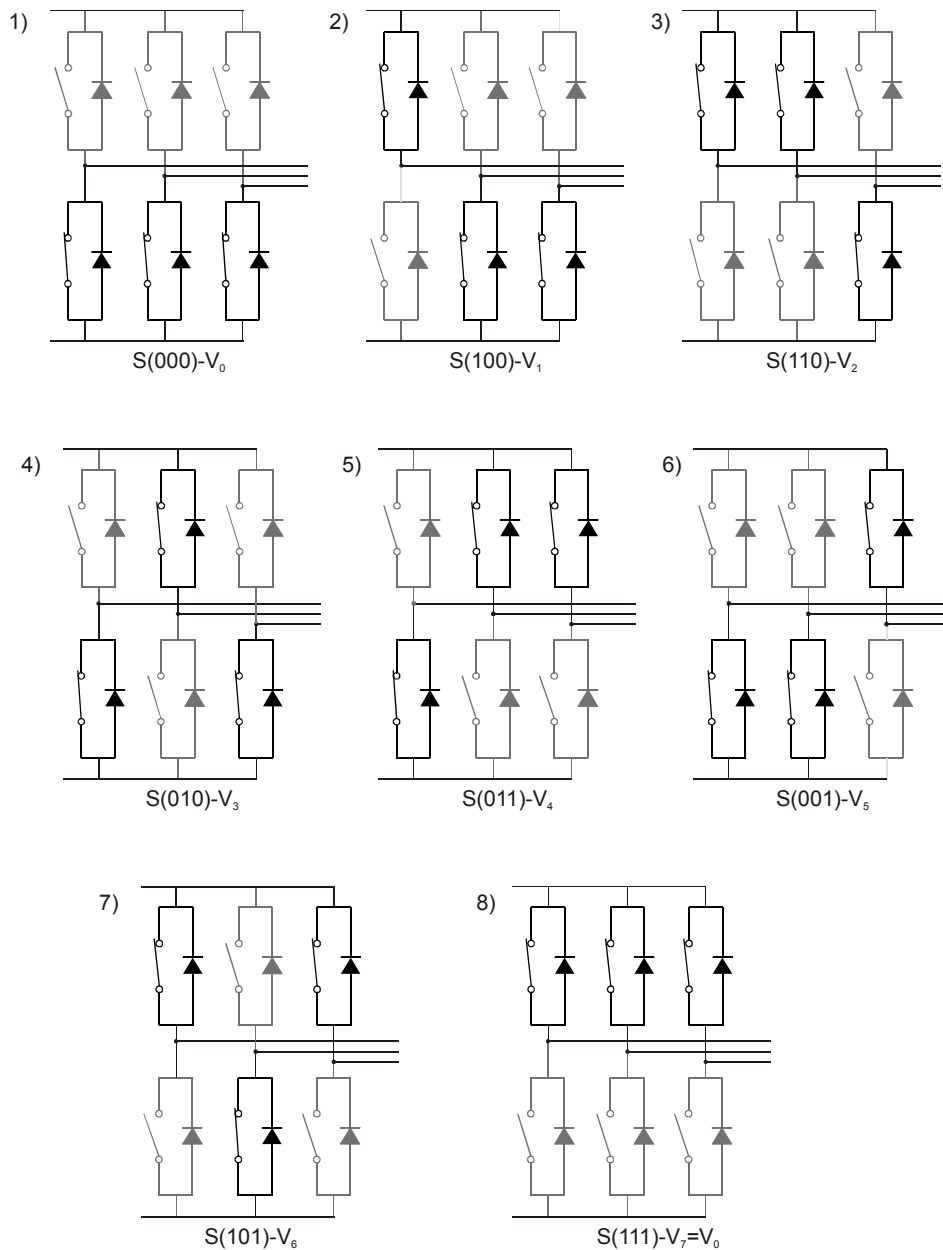 1)
2)
3)
S(000)-V₀
S(100)-V₁
S(110)-V₂
4)
5)
6)
S(010)-V₃
S(011)-V₄
S(001)-V₅
7)
8)
S(101)-V₆
S(111)-V₇=V₀